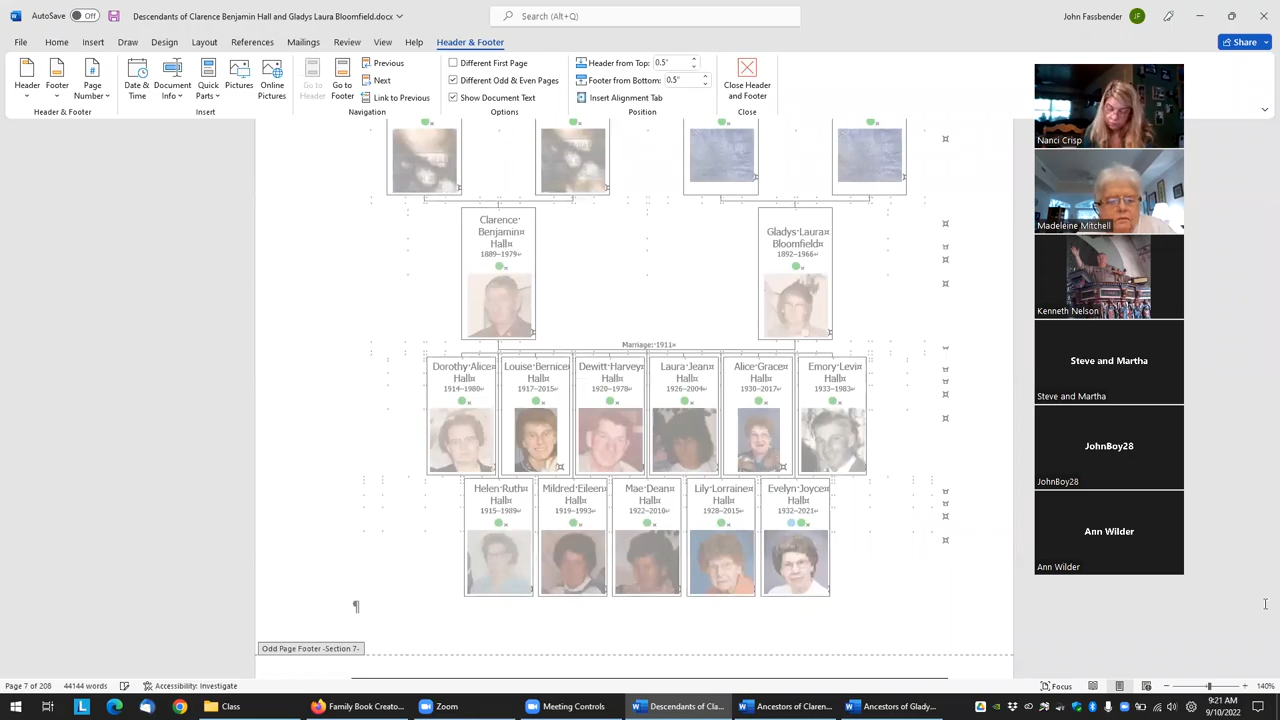 AutoSave Off Descendants of Clarence Benjamin Hall and Gladys Laura Bloomfield.docx Search (Alt+Q) John Fassbender JF
File Home Insert Draw Design Layout References Mailings Review View Help Header & Footer Share
Header Footer Page Number
Header & Footer
Date & Time Document Info Quick Parts Pictures Online Pictures
Insert
Go to Header Go to Footer
Previous
Next
Link to Previous
Navigation
Different First Page
Different Odd & Even Pages
Show Document Text
Options
Header from Top: 0.5"
Footer from Bottom: 0.5"
Insert Alignment Tab
Position
Close Header and Footer
Close
Clarence·
Benjamin¤
Hall¤
1889–1979
Gladys·Laura
Bloomfield¤
1892–1966
Marriage: 1911
Dorothy·Alice¤
Hall¤
1914–1980
Louise·Bernice
Hall¤
1917–2015
Dewitt·Harvey¤
Hall¤
1920–1978
Laura·Jean¤
Hall¤
1926–2004
Alice·Grace¤
Hall¤
1930–2017
Emory·Levi¤
Hall¤
1933–1983
Helen·Ruth¤
Hall¤
1915–1989
Mildred·Eileen¤
Hall¤
1919–1993
Mae·Dean¤
Hall¤
1922–2010
Lily·Lorraine¤
Hall¤
1928–2015
Evelyn·Joyce¤
Hall¤
1932–2021
¶
Odd Page Footer -Section 7-
Nanci Crisp
Madeleine Mitchell
Kenneth Nelson
Steve and Martha
Steve and Martha
JohnBoy28
JohnBoy28
Ann Wilder
Ann Wilder
Page 7 of 208 44144 words Accessibility: Investigate Focus 140%
Class Family Book Creato... Zoom Meeting Controls Descendants of Cla... Ancestors of Claren... Ancestors of Glady...
9:21 AM
9/10/2022